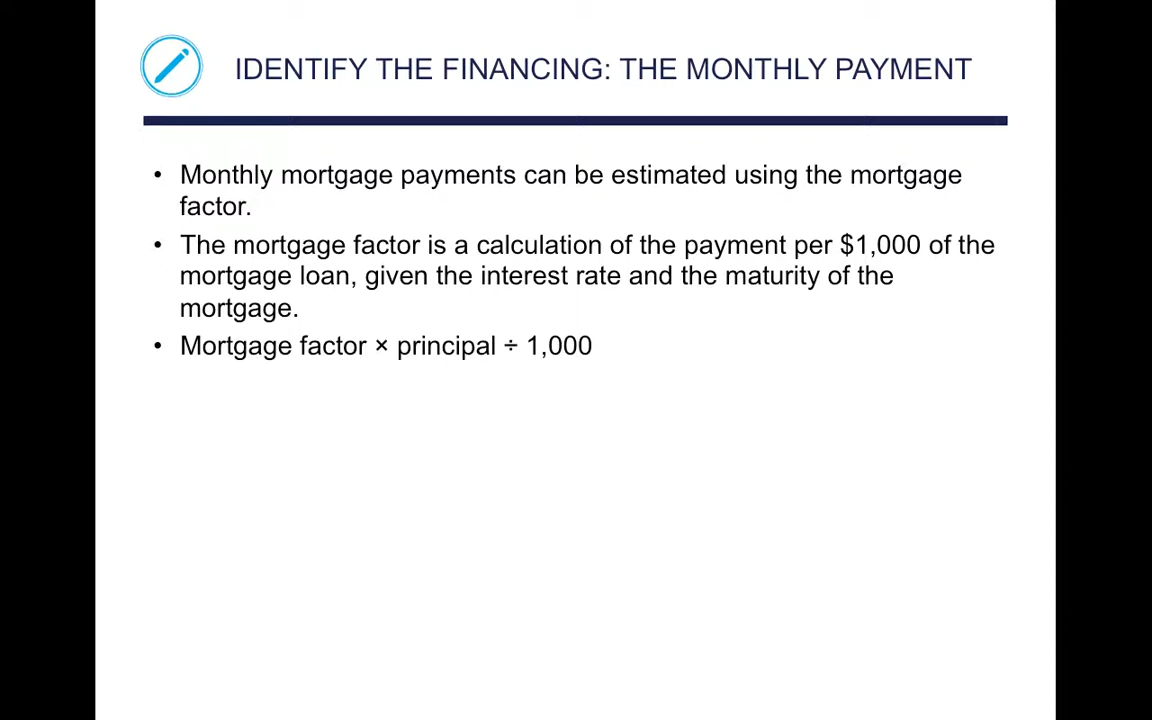 IDENTIFY THE FINANCING: THE MONTHLY PAYMENT
• Monthly mortgage payments can be estimated using the mortgage
factor.
• The mortgage factor is a calculation of the payment per $1,000 of the
mortgage loan, given the interest rate and the maturity of the
mortgage.
• Mortgage factor × principal ÷ 1,000